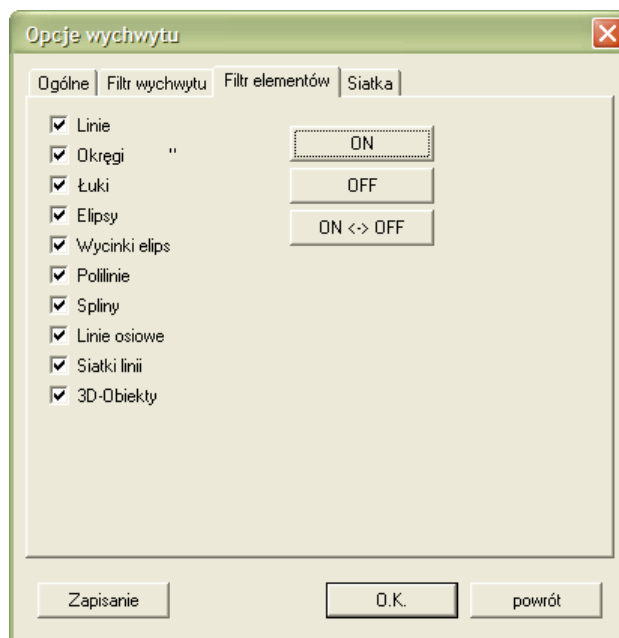 Opcje wychwytu
Ogólne Filtr wychwytu Filtr elementów Siatka
Linie
Okręgi "
Łuki
Elipsy
Wycinki elips
Polilinie
Spliny
Linie osiowe
Siatki linii
3D-Obiekty
ON
OFF
ON <-> OFF
Zapisanie O.K. powrót